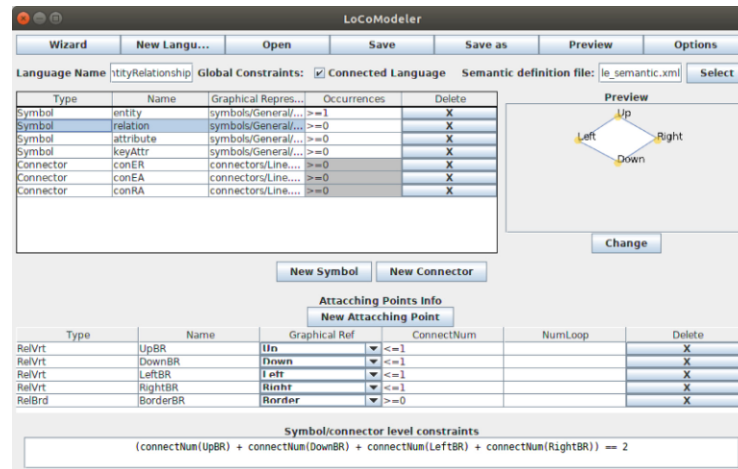 LoCoModeler
Wizard New Langu... Open Save Save as Preview Options
Language Name ntityRelationship Global Constraints: Connected Language Semantic definition file: le_semantic.xml Select
Type Name Graphical Repres... Occurrences Delete
Symbol entity symbols/General/... >=1 X
Symbol relation symbols/General/... >=0 X
Symbol attribute symbols/General/... >=0 X
Symbol keyAttr symbols/General/... >=0 X
Connector conER connectors/Line.... >=0 X
Connector conEA connectors/Line.... >=0 X
Connector conRA connectors/Line.... >=0 X
Preview
Up
Left Right
Down
Change
New Symbol New Connector
Attacching Points Info
New Attacching Point
Type Name Graphical Ref ConnectNum NumLoop Delete
RelVrt UpBR Up <=1 X
RelVrt DownBR Down <=1 X
RelVrt LeftBR Left <=1 X
RelVrt RightBR Right <=1 X
RelBrd BorderBR Border >=0 X
Symbol/connector level constraints
(connectNum(UpBR) + connectNum(DownBR) + connectNum(LeftBR) + connectNum(RightBR)) == 2